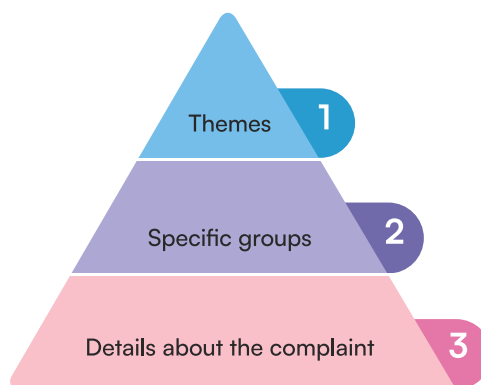 Themes
1
Specific groups
2
Details about the complaint
3